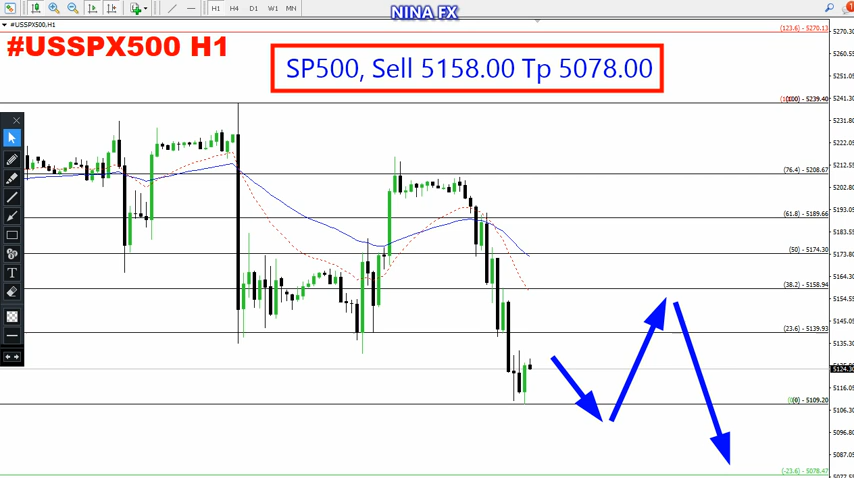 H1 H4 D1 W1 MN
NINA FX
#USSPX500,H1
#USSPX500 H1
SP500, Sell 5158.00 Tp 5078.00
(123.6) - 5270.13
(100) - 5239.40
(76.4) - 5208.67
(61.8) - 5189.66
(50) - 5174.30
(38.2) - 5158.94
(23.6) - 5139.93
(0) - 5109.20
(-23.6) - 5078.47
5270.30
5260.55
5251.05
5241.30
5231.80
5222.05
5212.55
5202.80
5193.05
5183.55
5173.80
5164.30
5154.55
5145.05
5135.30
5124.30
5116.05
5106.30
5096.80
5087.05
5077.55
T